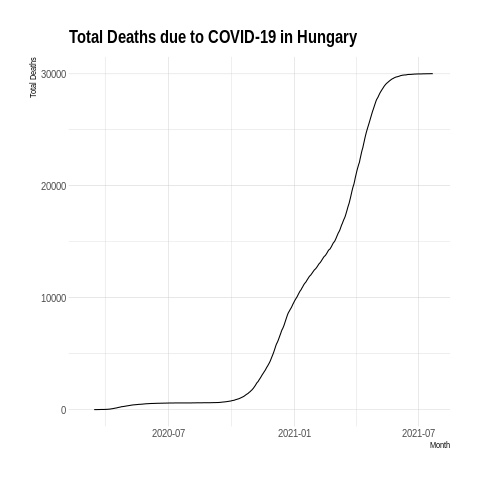 Total Deaths due to COVID-19 in Hungary
Total Deaths
30000
20000
10000
0
2020-07 2021-01 2021-07
Month